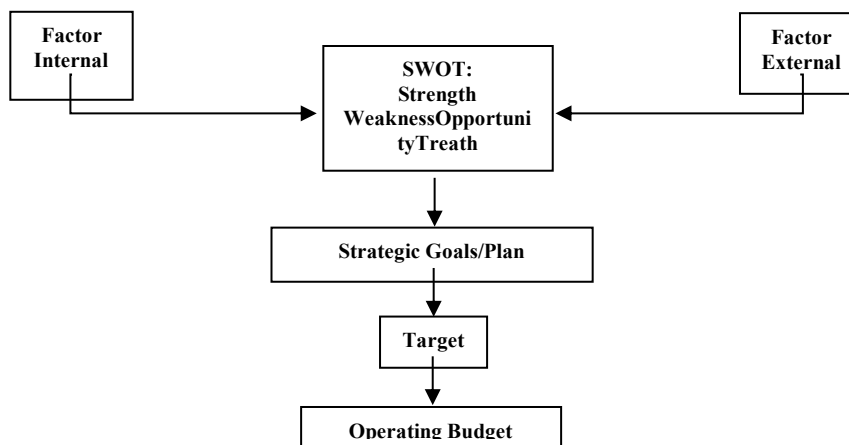 Factor
Internal
SWOT:
Strength
WeaknessOpportuni
tyTreath
Factor
External
Strategic Goals/Plan
Target
Operating Budget